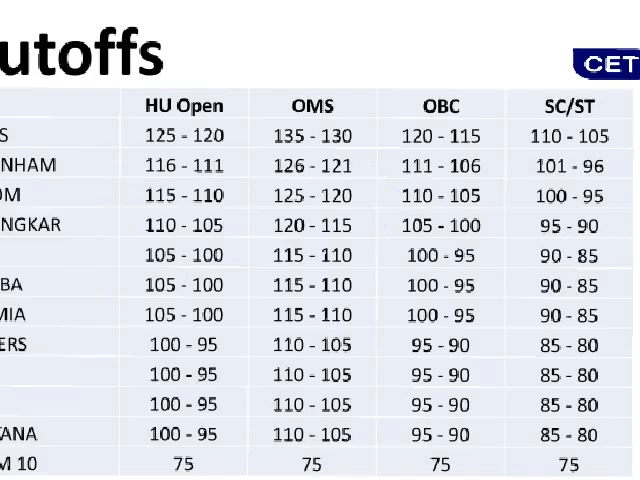 utoffs
CET
HU Open OMS OBC SC/ST
S 125 - 120 135 - 130 120 - 115 110 - 105
NHAM 116 - 111 126 - 121 111 - 106 101 - 96
OM 115 - 110 125 - 120 110 - 105 100 - 95
NGKAR 110 - 105 120 - 115 105 - 100 95 - 90
105 - 100 115 - 110 100 - 95 90 - 85
BA 105 - 100 115 - 110 100 - 95 90 - 85
MIA 105 - 100 115 - 110 100 - 95 90 - 85
ERS 100 - 95 110 - 105 95 - 90 85 - 80
100 - 95 110 - 105 95 - 90 85 - 80
100 - 95 110 - 105 95 - 90 85 - 80
TANA 100 - 95 110 - 105 95 - 90 85 - 80
M 10 75 75 75 75